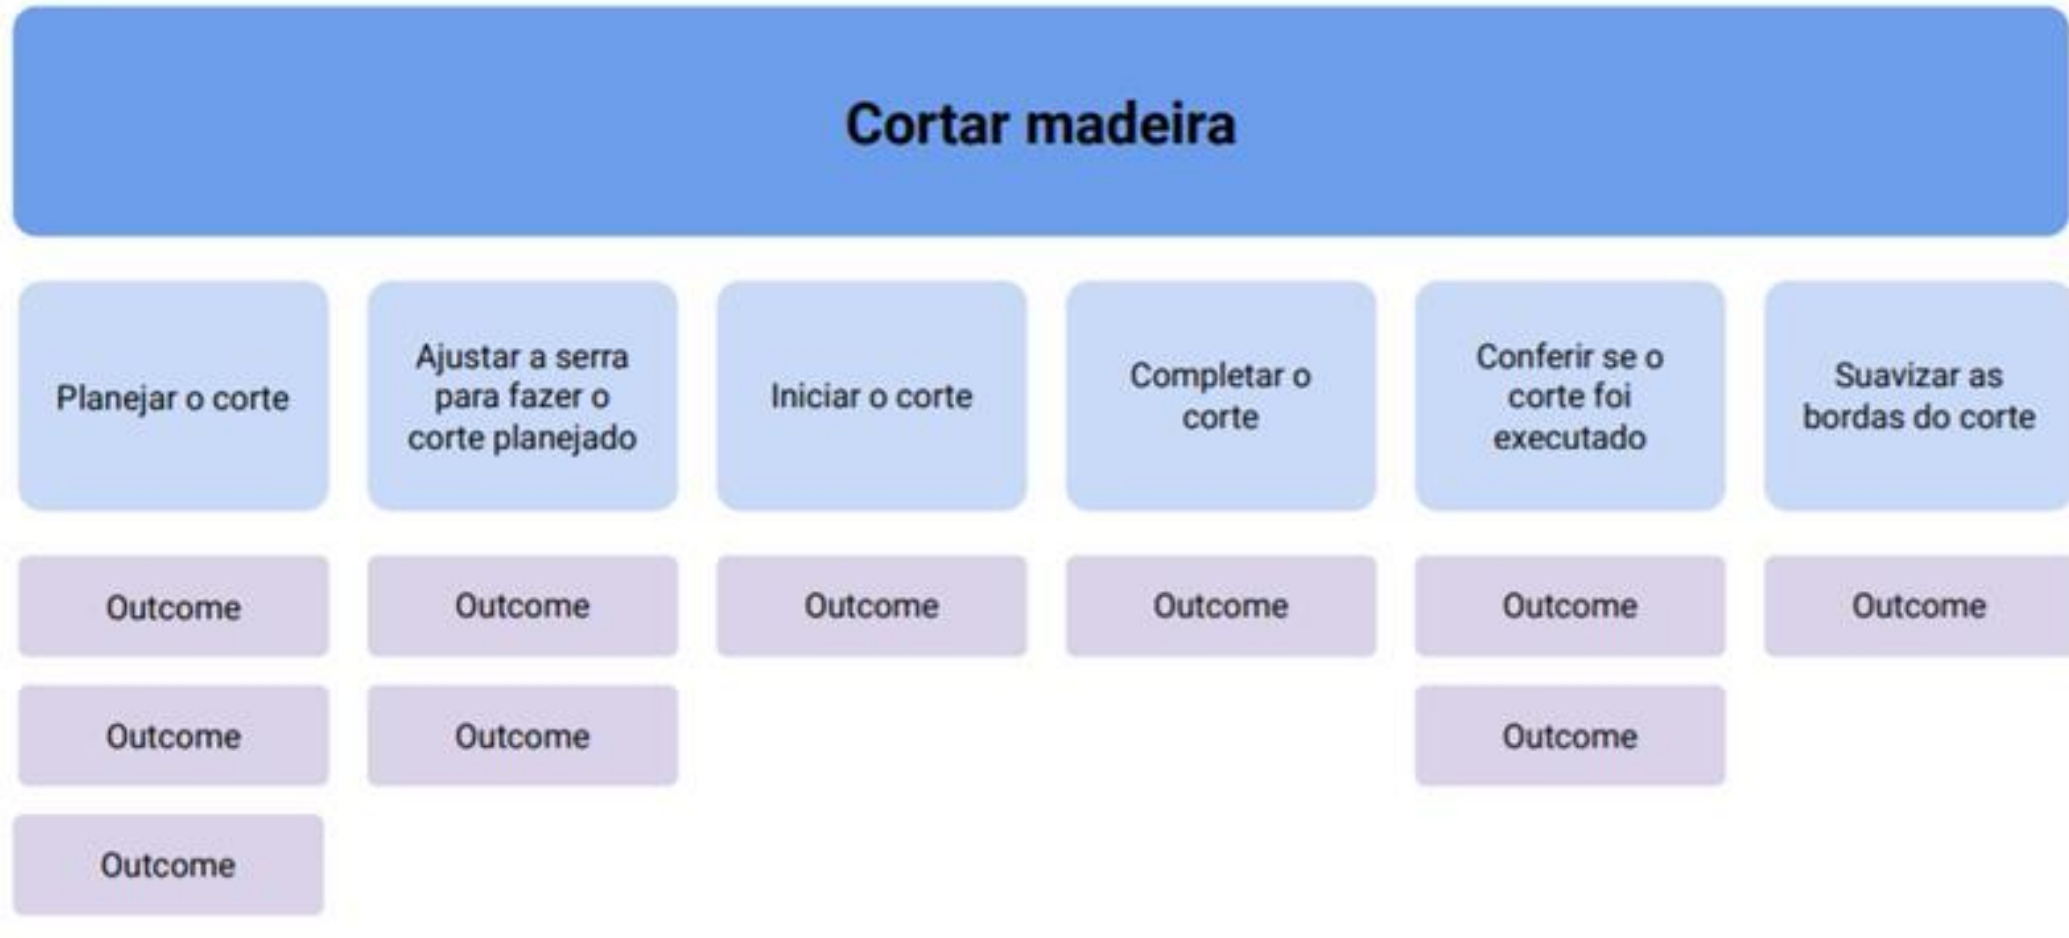 Cortar madeira
Planejar o corte
Ajustar a serra
para fazer o
corte planejado
Iniciar o corte
Completar o
corte
Conferir se o
corte foi
executado
Suavizar as
bordas do corte
Outcome
Outcome
Outcome
Outcome
Outcome
Outcome
Outcome
Outcome
Outcome
Outcome